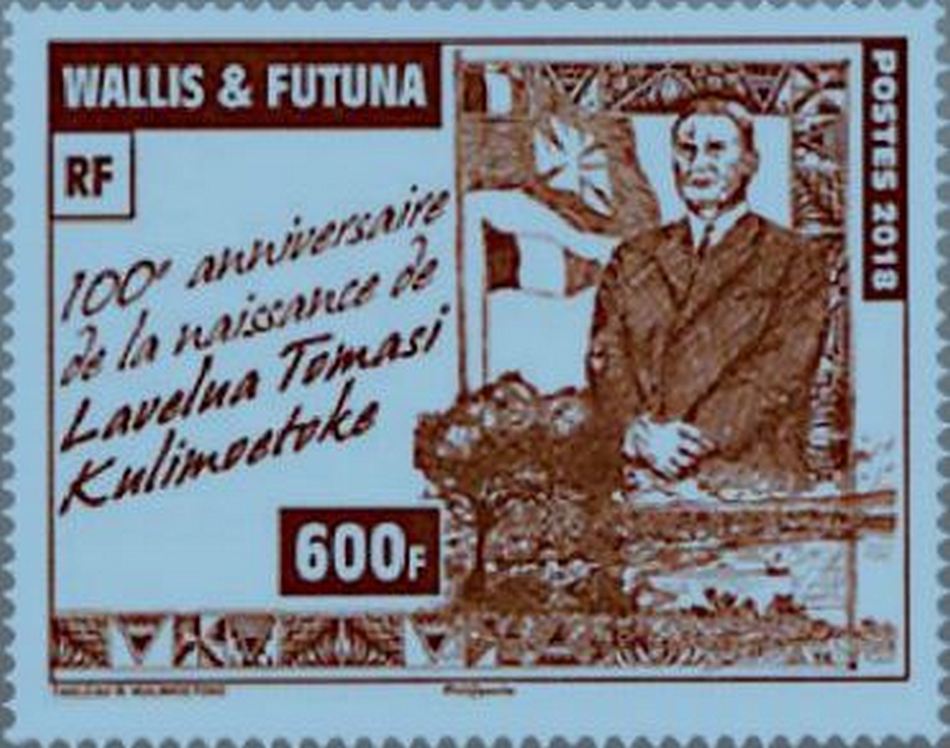 WALLIS & FUTUNA
RF
POSTES 2018
100e anniversaire
de la naissance de
Lavelua Tomasi
Kulimoetoke
600F